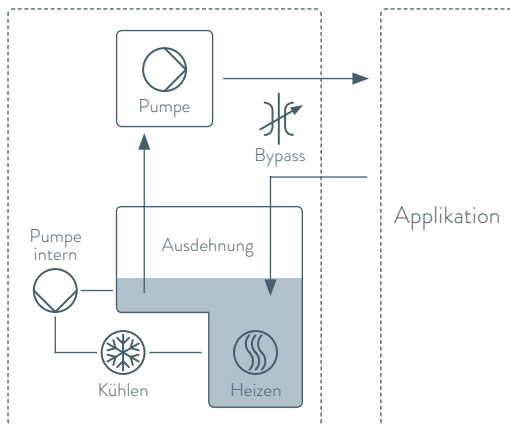 Pumpe
Bypass
Applikation
Pumpe
intern
Ausdehnung
Kühlen
Heizen